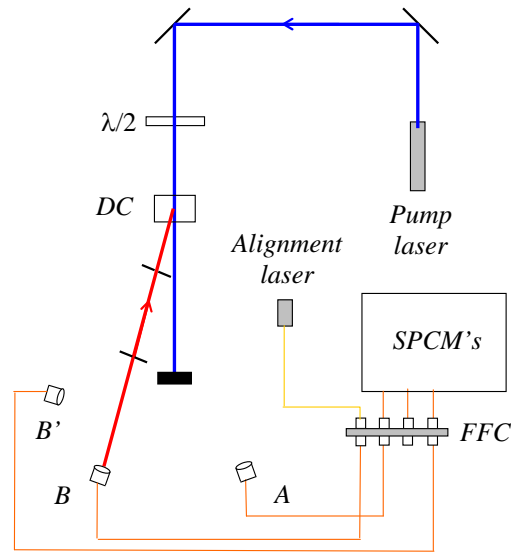 λ/2
DC
Pump
laser
Alignment
laser
SPCM's
FFC
B'
B
A